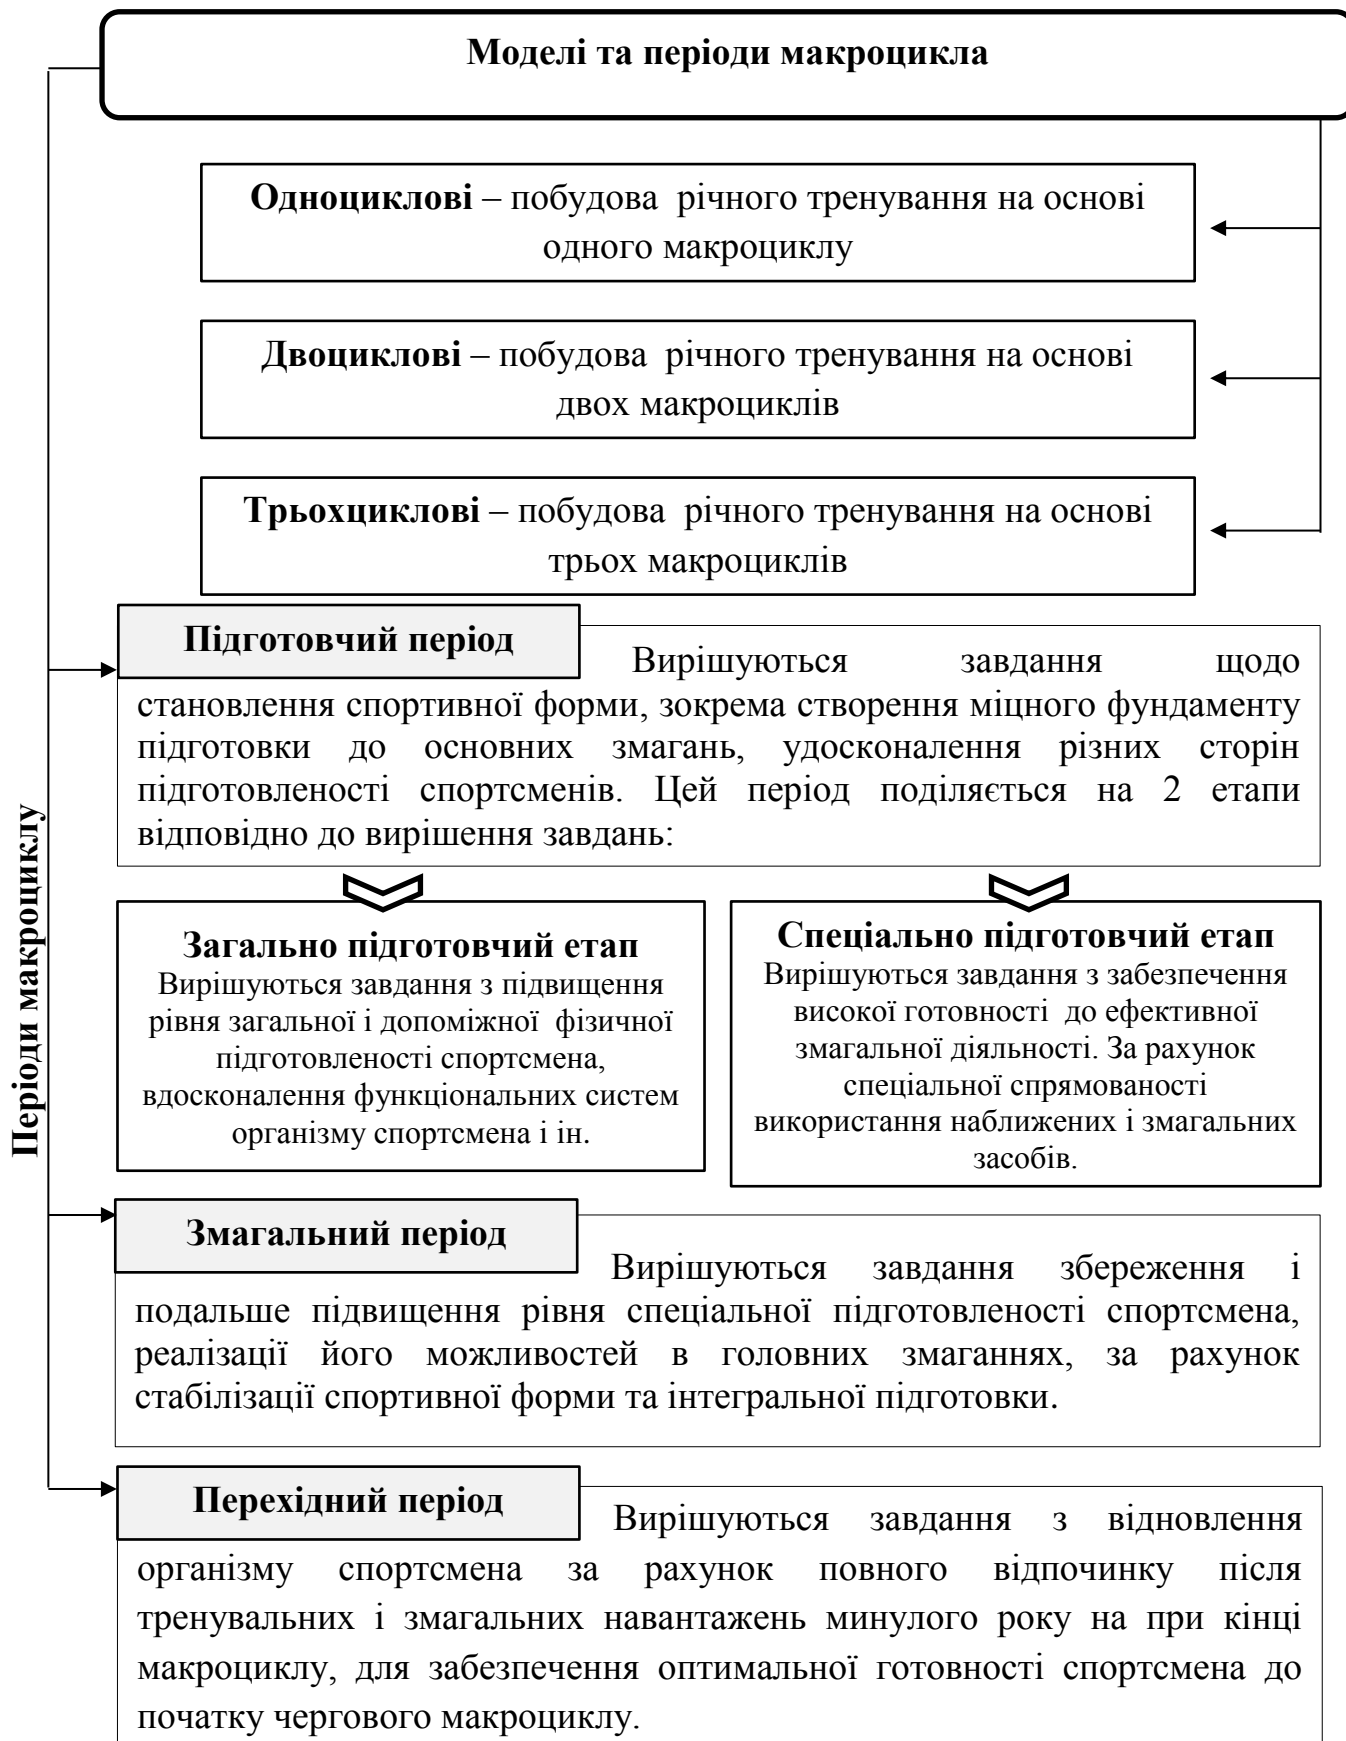 Моделі та періоди макроцикла
Одноциклові – побудова річного тренування на основі
одного макроциклу
Двоциклові – побудова річного тренування на основі
двох макроциклів
Трьохциклові – побудова річного тренування на основі
трьох макроциклів
Періоди макроциклу
Підготовчий період
Вирішуються завдання щодо
становлення спортивної форми, зокрема створення міцного фундаменту
підготовки до основних змагань, удосконалення різних сторін
підготовленості спортсменів. Цей період поділяється на 2 етапи
відповідно до вирішення завдань:
Загально підготовчий етап
Вирішуються завдання з підвищення
рівня загальної і допоміжної фізичної
підготовленості спортсмена,
вдосконалення функціональних систем
організму спортсмена і ін.
Спеціально підготовчий етап
Вирішуються завдання з забезпечення
високої готовності до ефективної
змагальної діяльності. За рахунок
спеціальної спрямованості
використання наближених і змагальних
засобів.
Змагальний період
Вирішуються завдання збереження і
подальше підвищення рівня спеціальної підготовленості спортсмена,
реалізації його можливостей в головних змаганнях, за рахунок
стабілізації спортивної форми та інтегральної підготовки.
Перехідний період
Вирішуються завдання з відновлення
організму спортсмена за рахунок повного відпочинку після
тренувальних і змагальних навантажень минулого року на при кінці
макроциклу, для забезпечення оптимальної готовності спортсмена до
початку чергового макроциклу.